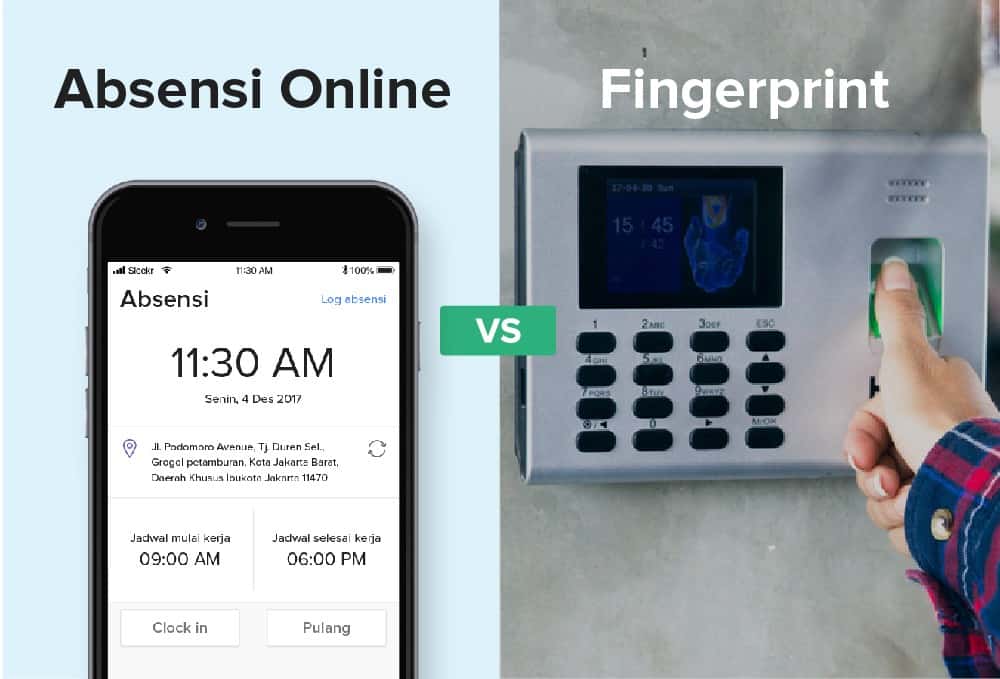 Absensi Online
Fingerprint
VS
Sleekr
11:30 AM
100%
Absensi
Log absensi
11:30 AM
Senin, 4 Des 2017
Jl. Podomoro Avenue, Tj. Duren Sel.,
Grogol petamburan, Kota Jakarta Barat,
Daerah Khusus Ibukota Jakarta 11470
Jadwal mulai kerja
09:00 AM
Jadwal selesai kerja
06:00 PM
Clock in
Pulang
Sun
15 : 45
1
2ABC
3DEF
ESC
4GHI
5JKL
6MNO
7PQRS
8TUV
9WXYZ
0
M/OK